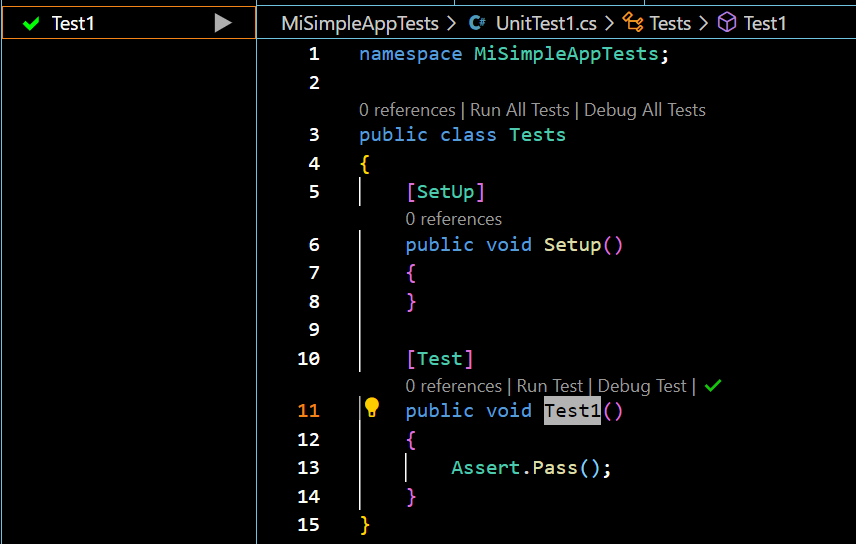 Test1
MiSimpleAppTests > C# UnitTest1.cs > Tests > Test1
1 namespace MiSimpleAppTests;
2
0 references | Run All Tests | Debug All Tests
3 public class Tests
4 {
5 [SetUp]
0 references
6 public void Setup()
7 {
8 }
9
10 [Test]
0 references | Run Test | Debug Test | ✓
11 public void Test1()
12 {
13 Assert.Pass();
14 }
15 }